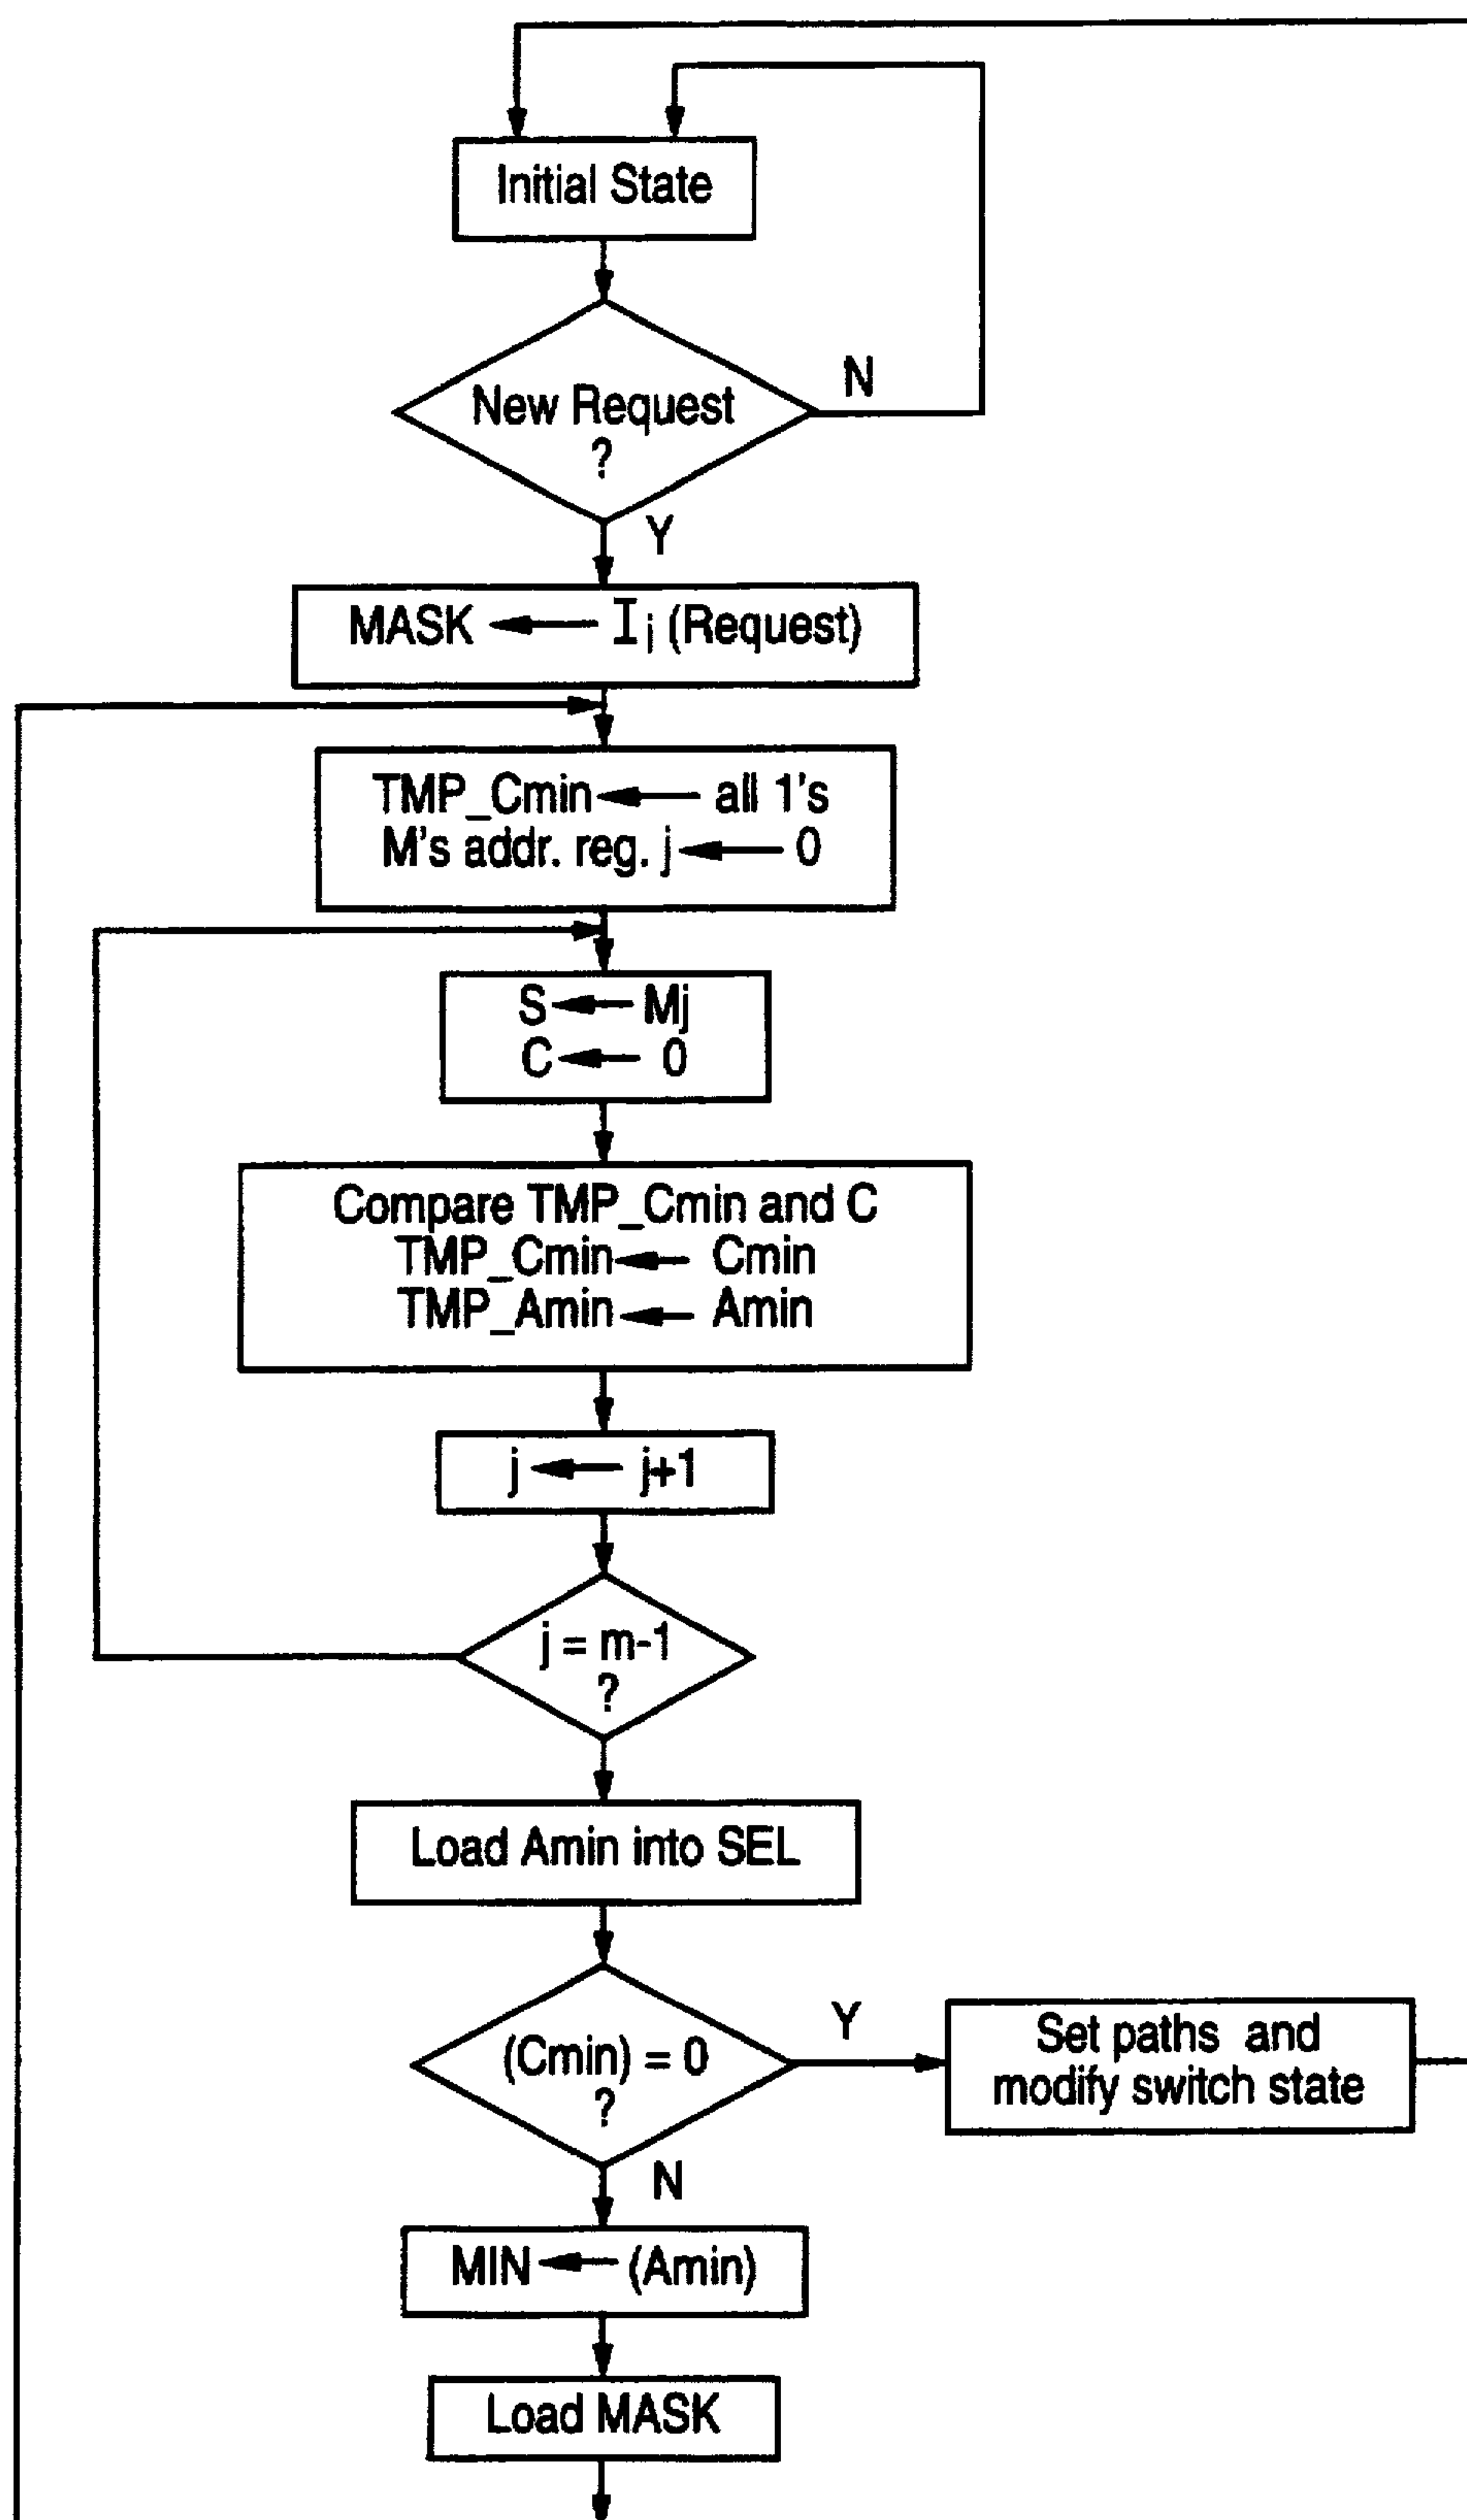 Initial State
New Request
?
N
Y
MASK ← Ij (Request)
TMP_Cmin ← all 1's
M's addr. reg. j ← 0
S ← Mj
C ← 0
Compare TMP_Cmin and C
TMP_Cmin ← Cmin
TMP_Amin ← Amin
j ← j+1
j = m-1
?
Load Amin into SEL
(Cmin) = 0
?
Y
Set paths and
modify switch state
N
MIN ← (Amin)
Load MASK